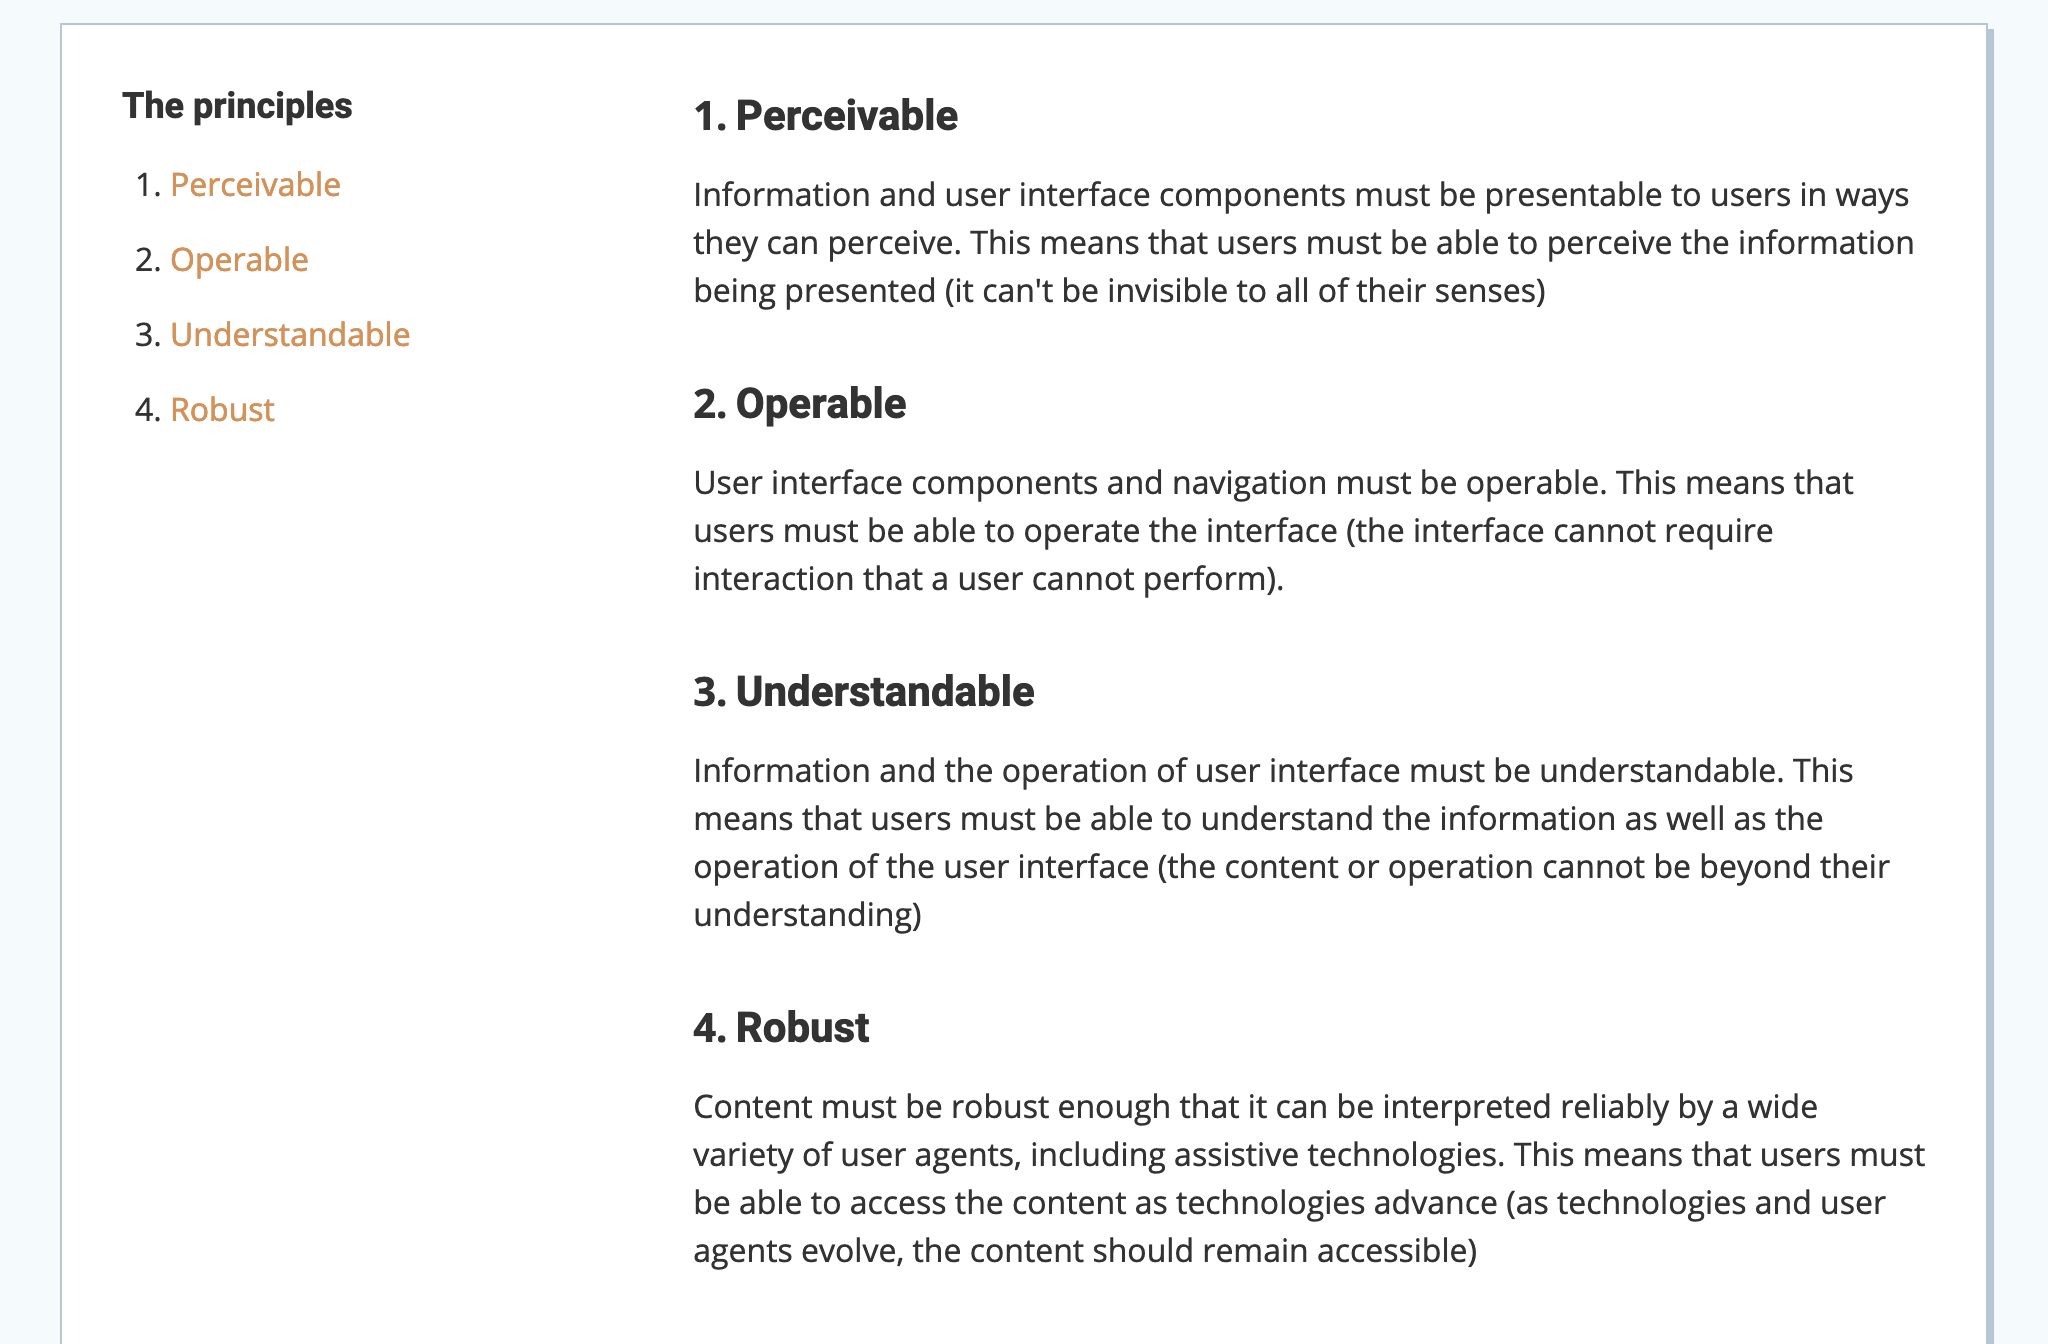 The principles
1. Perceivable
2. Operable
3. Understandable
4. Robust
1. Perceivable
Information and user interface components must be presentable to users in ways
they can perceive. This means that users must be able to perceive the information
being presented (it can't be invisible to all of their senses)
2. Operable
User interface components and navigation must be operable. This means that
users must be able to operate the interface (the interface cannot require
interaction that a user cannot perform).
3. Understandable
Information and the operation of user interface must be understandable. This
means that users must be able to understand the information as well as the
operation of the user interface (the content or operation cannot be beyond their
understanding)
4. Robust
Content must be robust enough that it can be interpreted reliably by a wide
variety of user agents, including assistive technologies. This means that users must
be able to access the content as technologies advance (as technologies and user
agents evolve, the content should remain accessible)